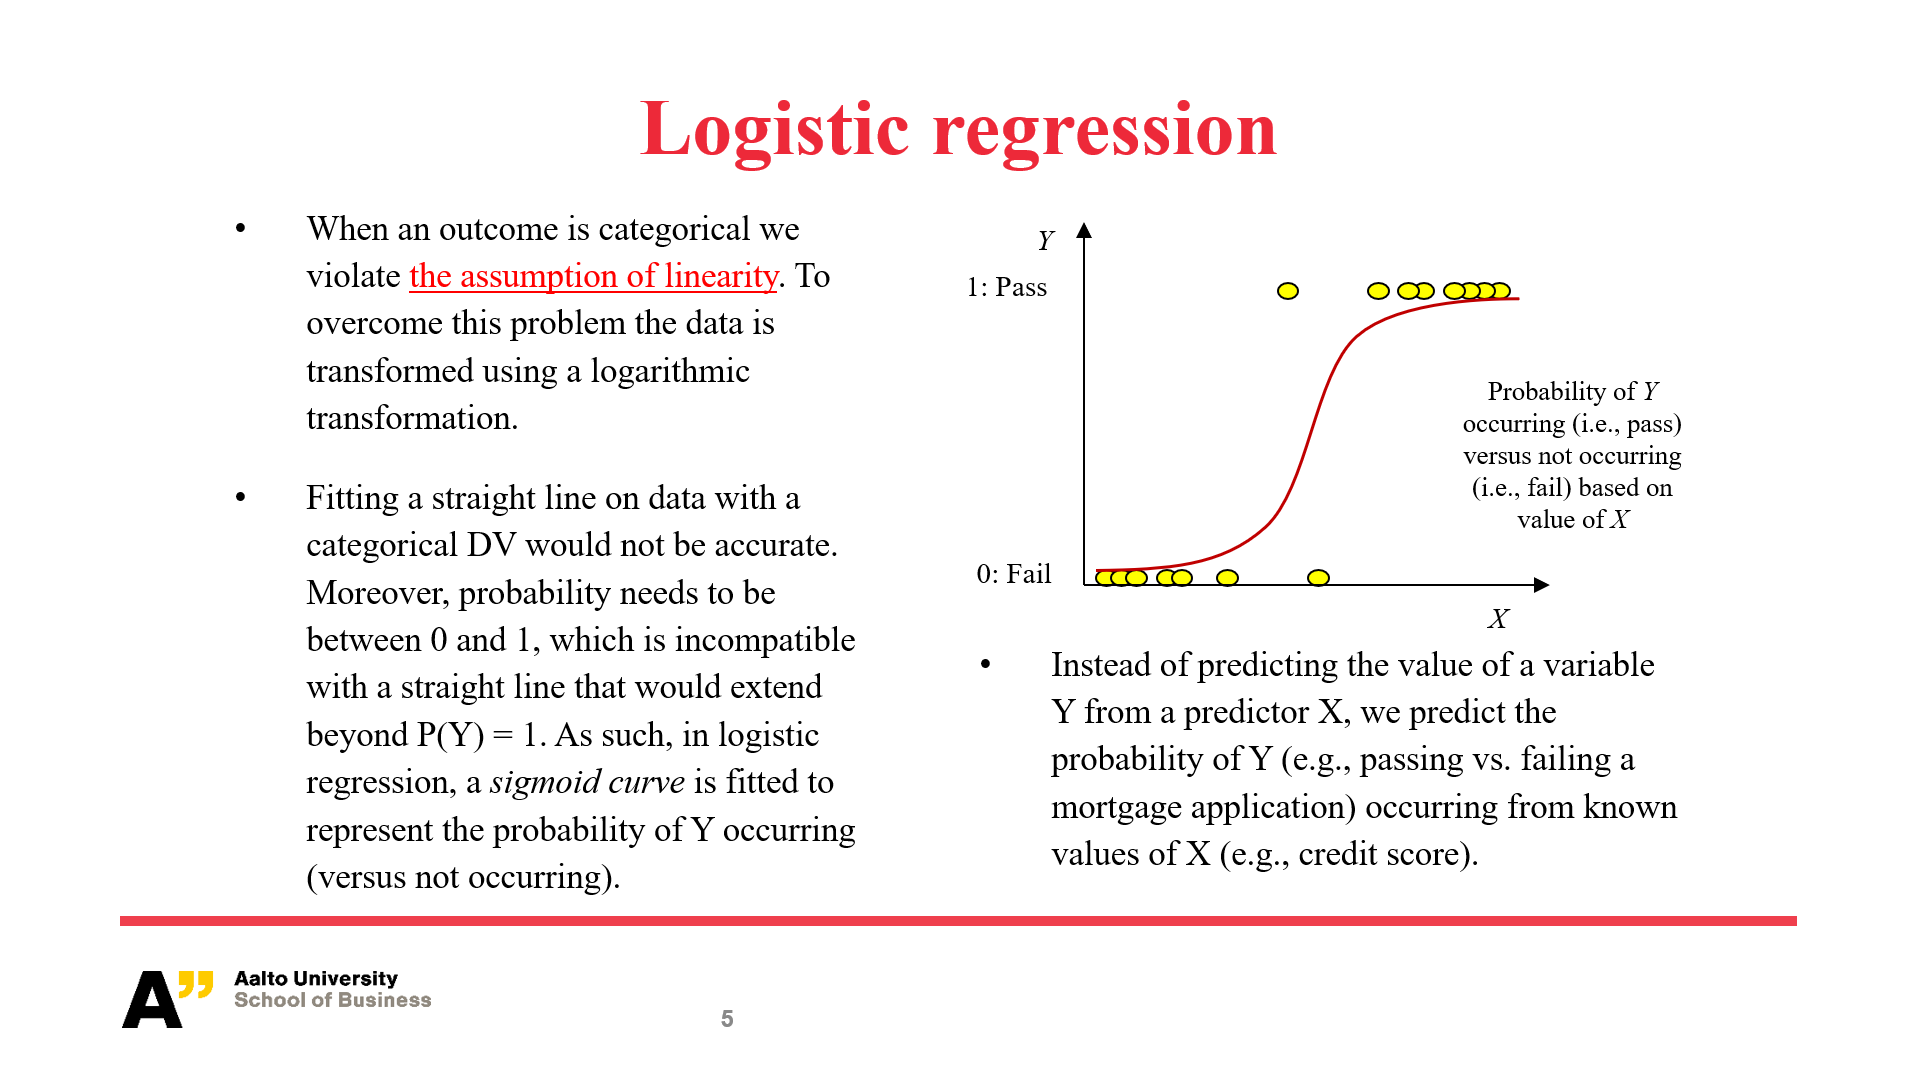 Logistic regression
• When an outcome is categorical we
violate the assumption of linearity. To
overcome this problem the data is
transformed using a logarithmic
transformation.
• Fitting a straight line on data with a
categorical DV would not be accurate.
Moreover, probability needs to be
between 0 and 1, which is incompatible
with a straight line that would extend
beyond P(Y) = 1. As such, in logistic
regression, a sigmoid curve is fitted to
represent the probability of Y occurring
(versus not occurring).
Y
1: Pass
Probability of Y
occurring (i.e., pass)
versus not occurring
(i.e., fail) based on
value of X
0: Fail
X
• Instead of predicting the value of a variable
Y from a predictor X, we predict the
probability of Y (e.g., passing vs. failing a
mortgage application) occurring from known
values of X (e.g., credit score).
A”
Aalto University
School of Business
5